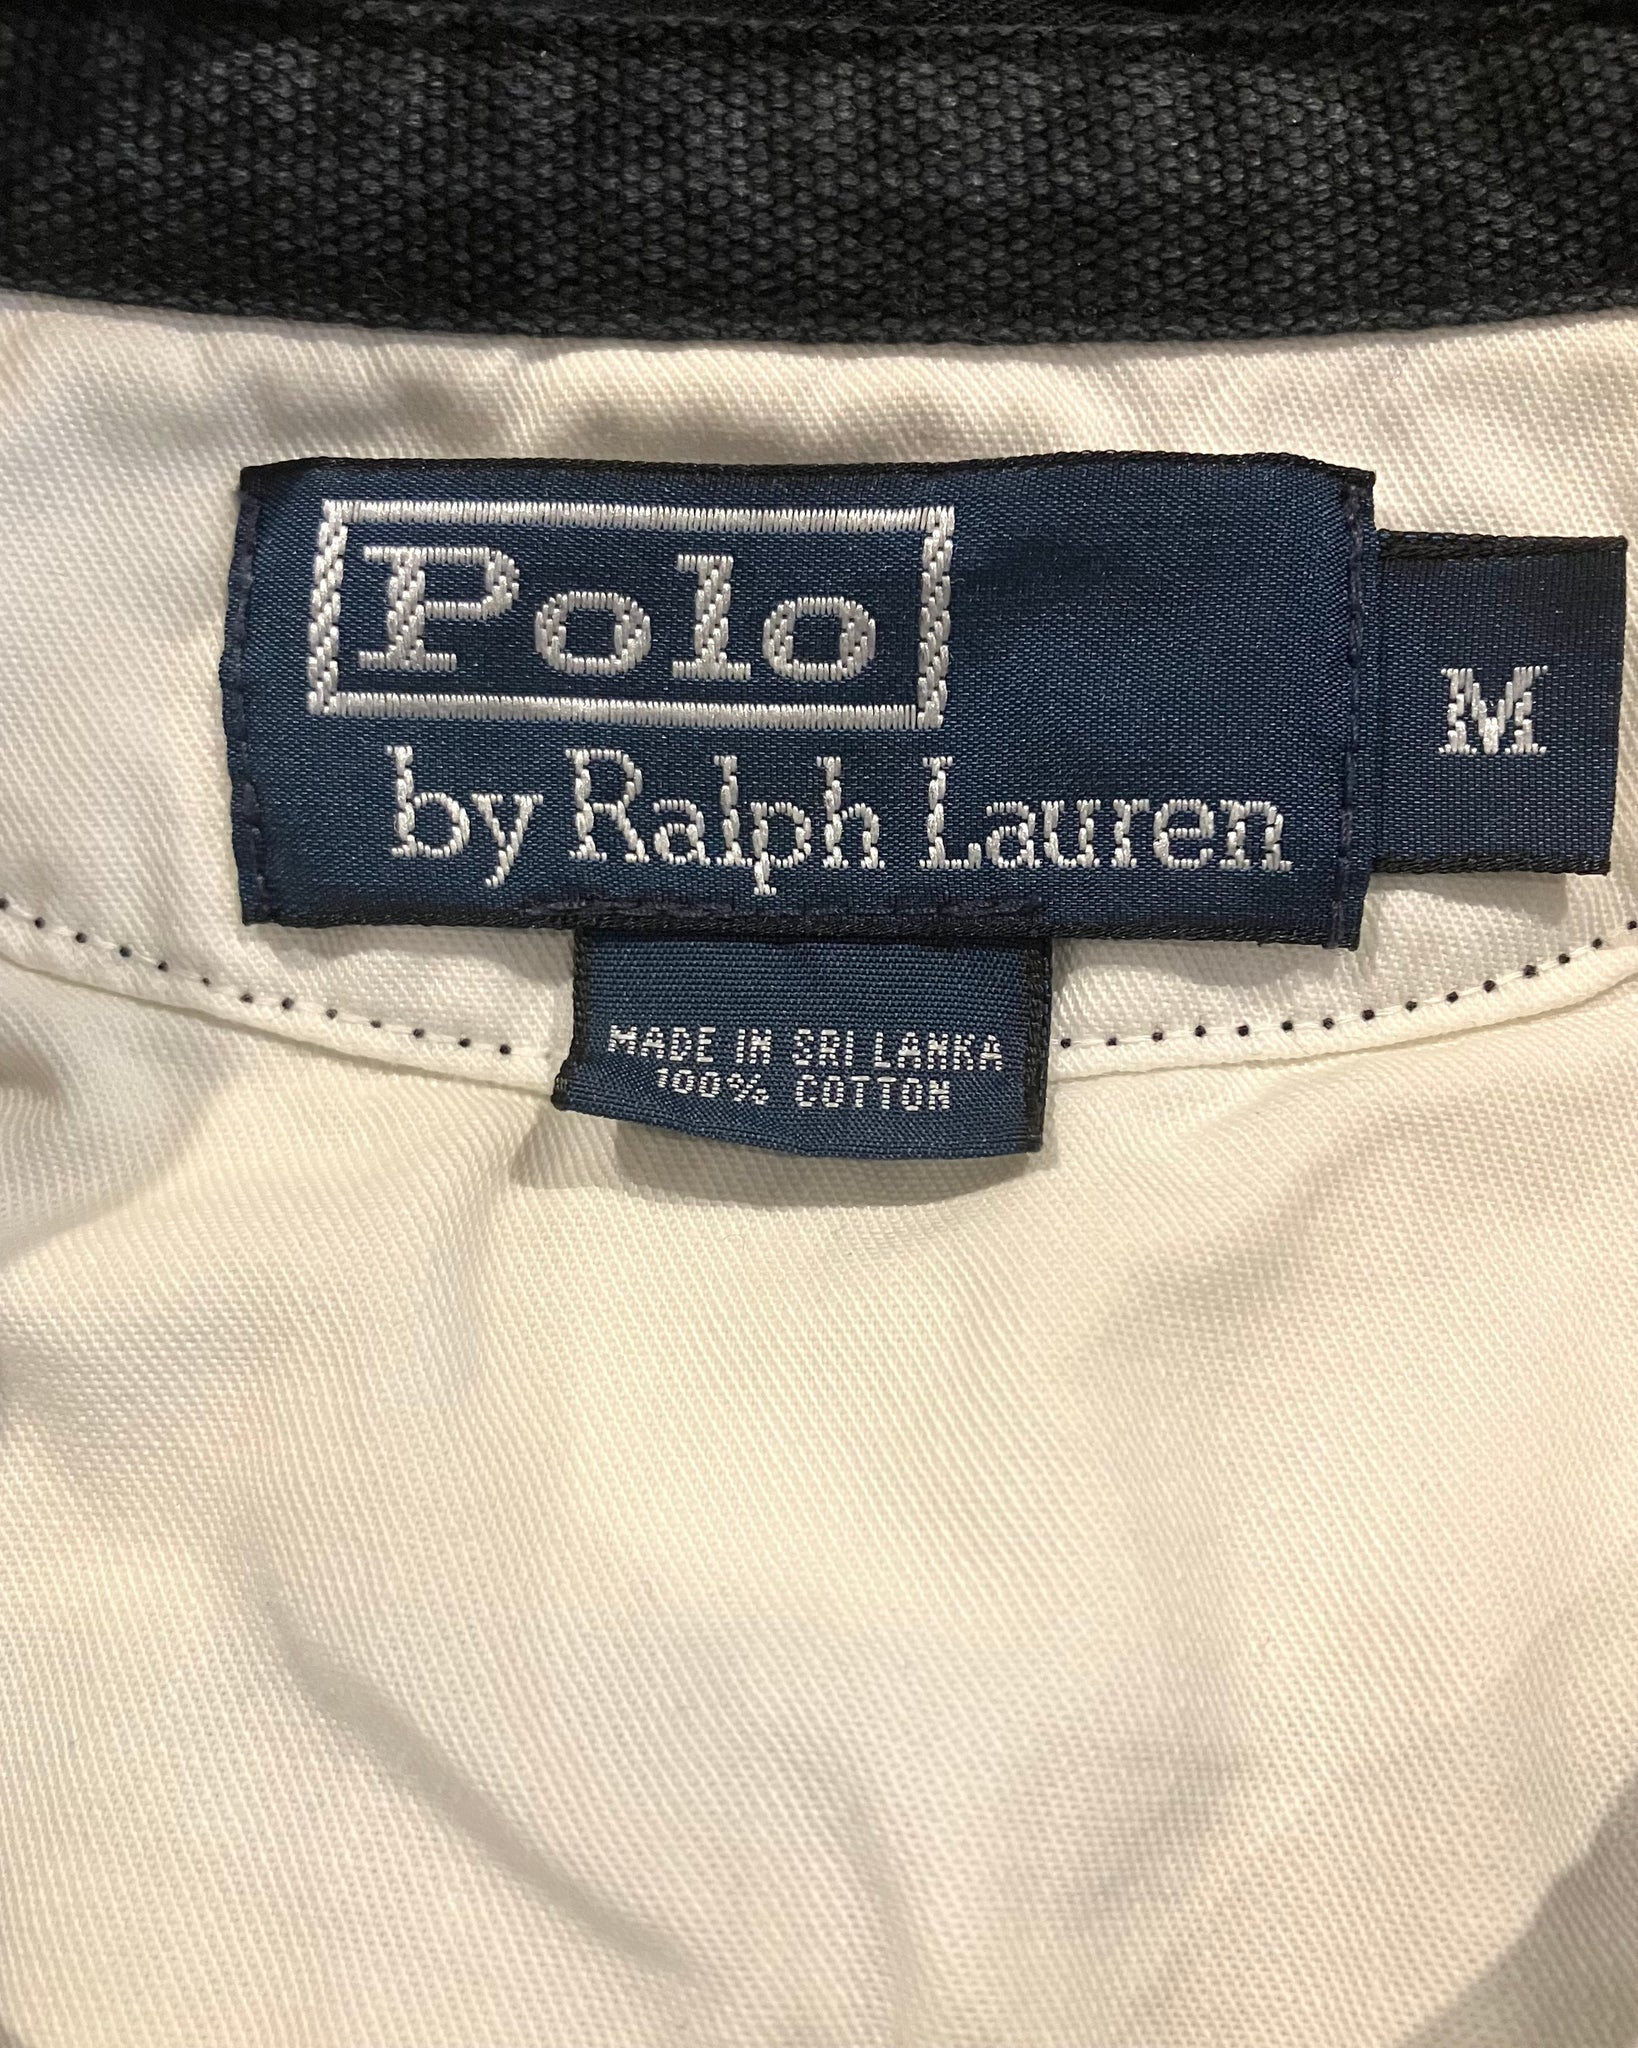 Polo
by Ralph Lauren
M
MADE IN SRI LANKA
100% COTTON